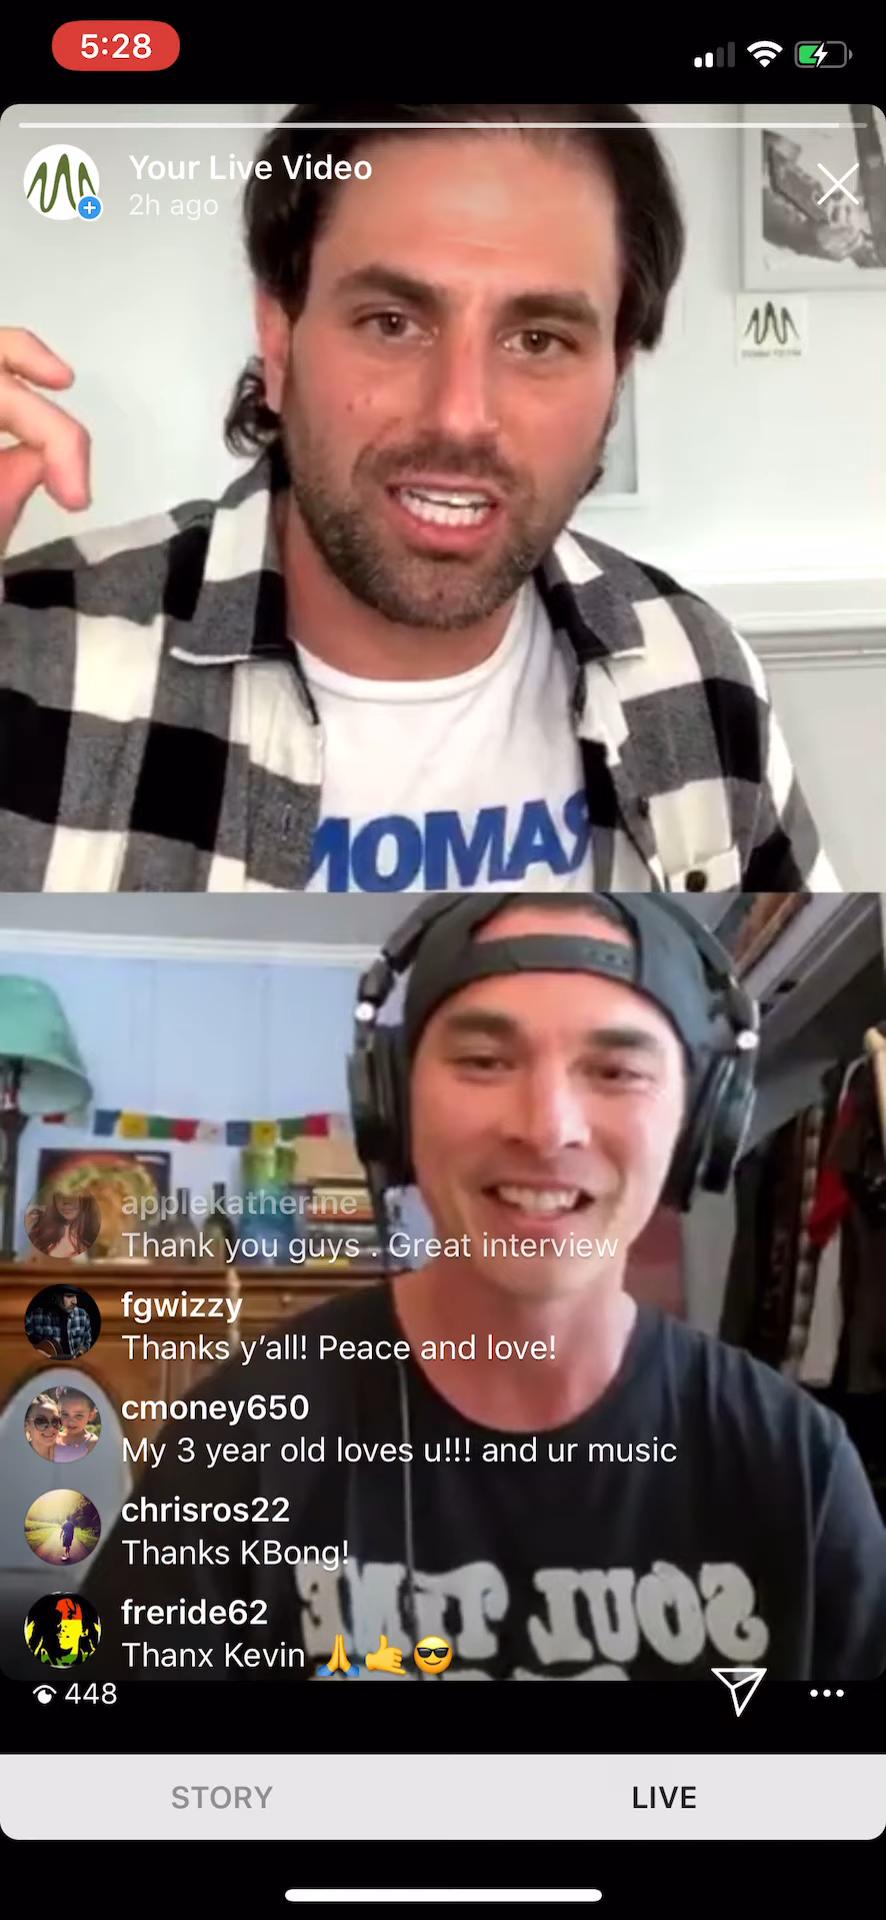 5:28
Your Live Video
2h ago
MOMAS
applekatherine
Thank you guys . Great interview
fgwizzy
Thanks y’all! Peace and love!
cmoney650
My 3 year old loves u!!! and ur music
chrisros22
Thanks KBong!
SOUL TIME
freride62
Thanx Kevin 🙏🤙😎
448
STORY
LIVE